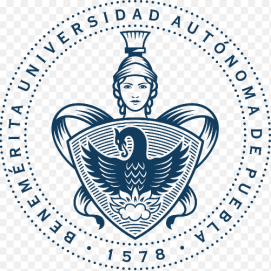 BENEMÉRITA UNIVERSIDAD AUTÓNOMA DE PUEBLA
· 1578 ·